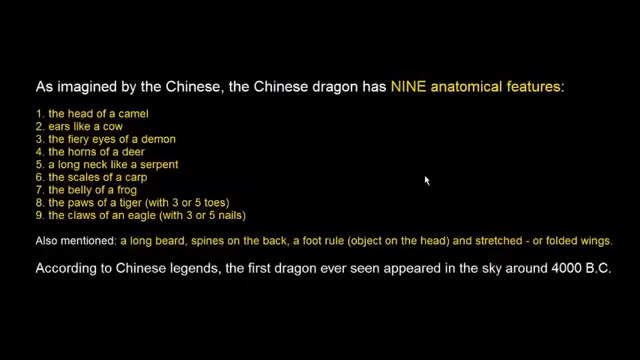 As imagined by the Chinese, the Chinese dragon has NINE anatomical features:
1. the head of a camel
2. ears like a cow
3. the fiery eyes of a demon
4. the horns of a deer
5. a long neck like a serpent
6. the scales of a carp
7. the belly of a frog
8. the paws of a tiger (with 3 or 5 toes)
9. the claws of an eagle (with 3 or 5 nails)
Also mentioned: a long beard, spines on the back, a foot rule (object on the head) and stretched - or folded wings.
According to Chinese legends, the first dragon ever seen appeared in the sky around 4000 B.C.